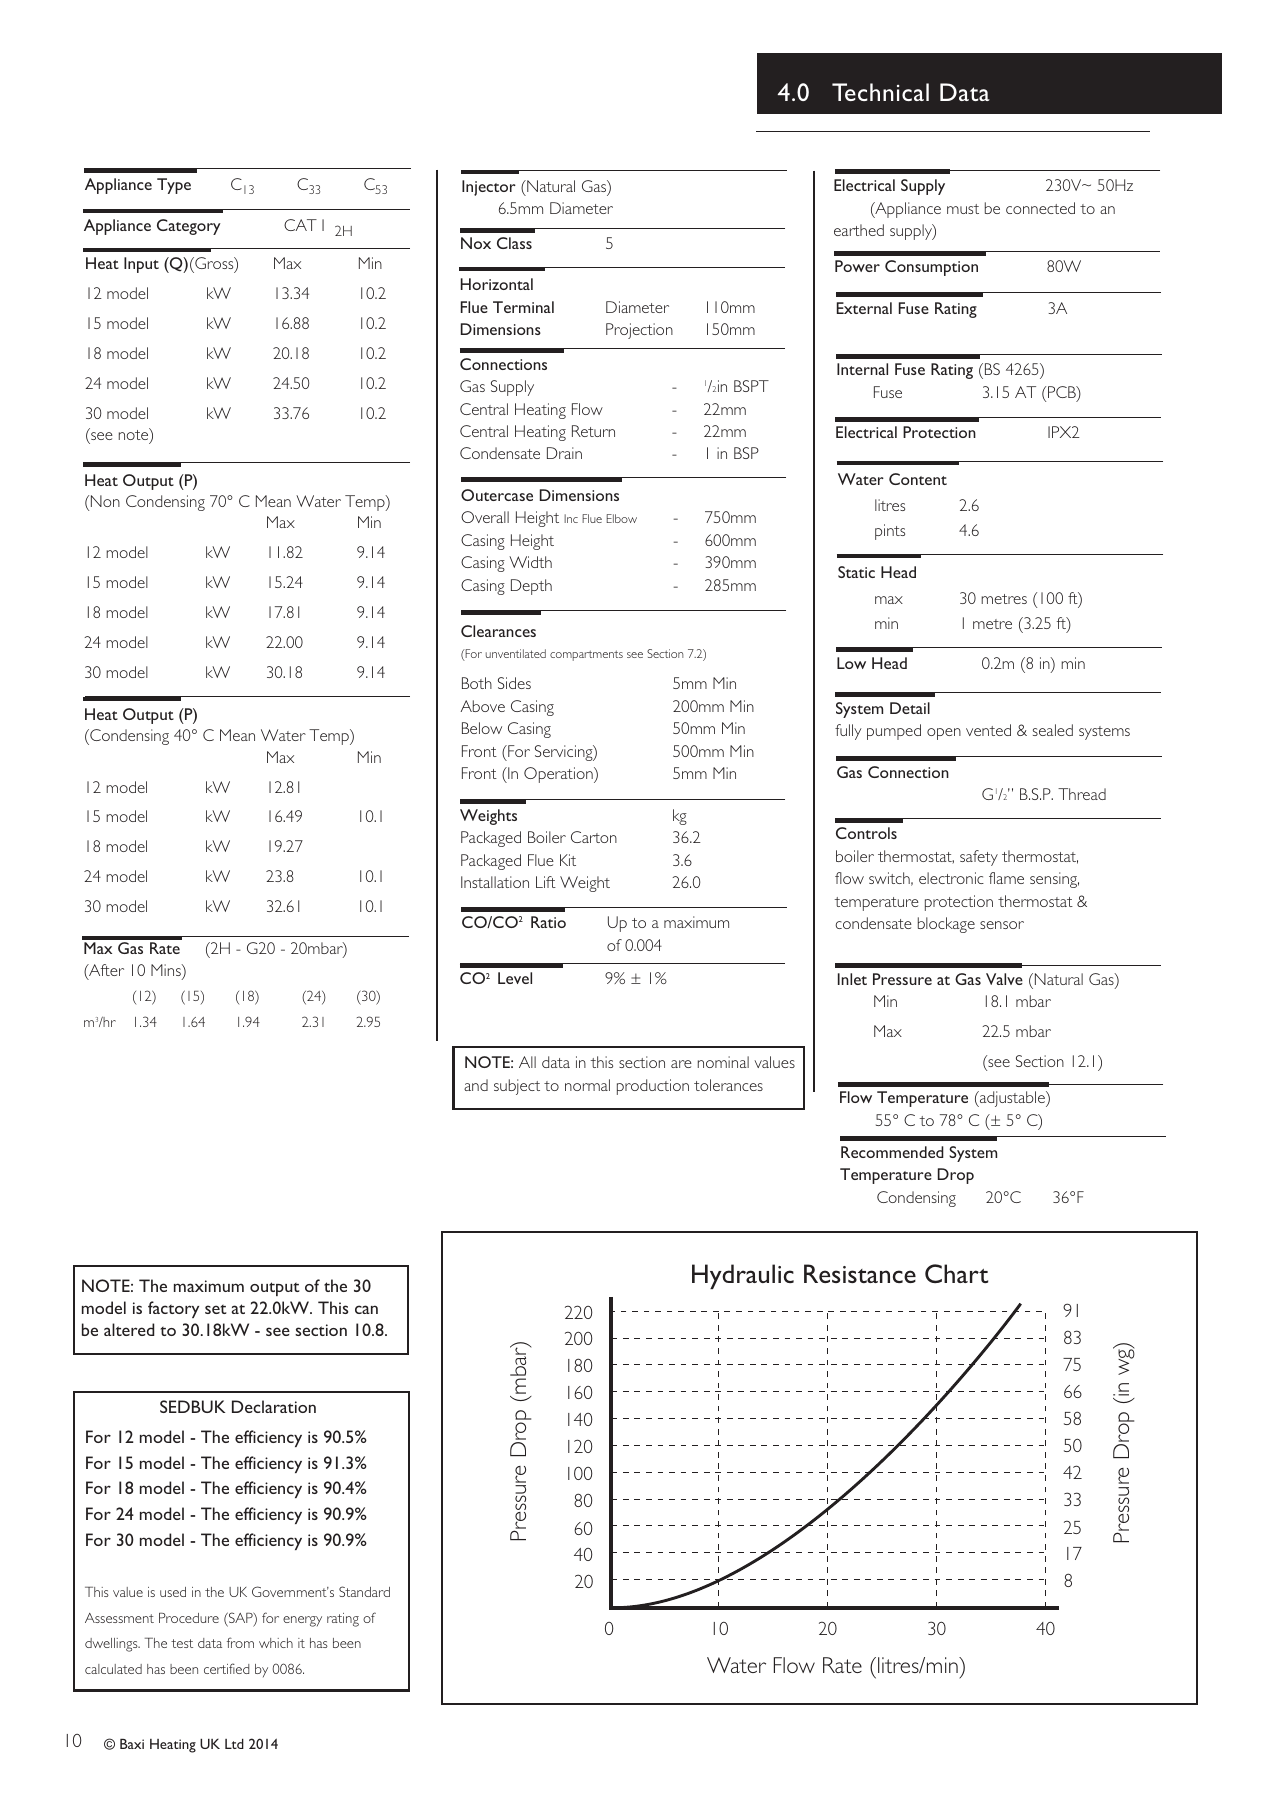 4.0 Technical Data
Appliance Type C13 C33 C53
Appliance Category CAT I 2H
Heat Input (Q)(Gross) Max Min
12 model kW 13.34 10.2
15 model kW 16.88 10.2
18 model kW 20.18 10.2
24 model kW 24.50 10.2
30 model kW 33.76 10.2
(see note)
Heat Output (P)
(Non Condensing 70° C Mean Water Temp)
Max Min
12 model kW 11.82 9.14
15 model kW 15.24 9.14
18 model kW 17.81 9.14
24 model kW 22.00 9.14
30 model kW 30.18 9.14
Heat Output (P)
(Condensing 40° C Mean Water Temp)
Max Min
12 model kW 12.81
15 model kW 16.49 10.1
18 model kW 19.27
24 model kW 23.8 10.1
30 model kW 32.61 10.1
Max Gas Rate (2H - G20 - 20mbar)
(After 10 Mins)
(12) (15) (18) (24) (30)
m³/hr 1.34 1.64 1.94 2.31 2.95
Injector (Natural Gas)
6.5mm Diameter
Nox Class 5
Horizontal
Flue Terminal Diameter 110mm
Dimensions Projection 150mm
Connections
Gas Supply - 1/2in BSPT
Central Heating Flow - 22mm
Central Heating Return - 22mm
Condensate Drain - 1 in BSP
Outercase Dimensions
Overall Height Inc Flue Elbow - 750mm
Casing Height - 600mm
Casing Width - 390mm
Casing Depth - 285mm
Clearances
(For unventilated compartments see Section 7.2)
Both Sides 5mm Min
Above Casing 200mm Min
Below Casing 50mm Min
Front (For Servicing) 500mm Min
Front (In Operation) 5mm Min
Weights kg
Packaged Boiler Carton 36.2
Packaged Flue Kit 3.6
Installation Lift Weight 26.0
CO/CO² Ratio Up to a maximum
of 0.004
CO² Level 9% ± 1%
NOTE: All data in this section are nominal values
and subject to normal production tolerances
Electrical Supply 230V~ 50Hz
(Appliance must be connected to an
earthed supply)
Power Consumption 80W
External Fuse Rating 3A
Internal Fuse Rating (BS 4265)
Fuse 3.15 AT (PCB)
Electrical Protection IPX2
Water Content
litres 2.6
pints 4.6
Static Head
max 30 metres (100 ft)
min 1 metre (3.25 ft)
Low Head 0.2m (8 in) min
System Detail
fully pumped open vented & sealed systems
Gas Connection
G1/2" B.S.P. Thread
Controls
boiler thermostat, safety thermostat,
flow switch, electronic flame sensing,
temperature protection thermostat &
condensate blockage sensor
Inlet Pressure at Gas Valve (Natural Gas)
Min 18.1 mbar
Max 22.5 mbar
(see Section 12.1)
Flow Temperature (adjustable)
55° C to 78° C (± 5° C)
Recommended System
Temperature Drop
Condensing 20°C 36°F
NOTE: The maximum output of the 30
model is factory set at 22.0kW. This can
be altered to 30.18kW - see section 10.8.
SEDBUK Declaration
For 12 model - The efficiency is 90.5%
For 15 model - The efficiency is 91.3%
For 18 model - The efficiency is 90.4%
For 24 model - The efficiency is 90.9%
For 30 model - The efficiency is 90.9%
This value is used in the UK Government's Standard
Assessment Procedure (SAP) for energy rating of
dwellings. The test data from which it has been
calculated has been certified by 0086.
Hydraulic Resistance Chart
Pressure Drop (mbar)
220 91
200 83
180 75
160 66
140 58
120 50
100 42
80 33
60 25
40 17
20 8
Pressure Drop (in wg)
0 10 20 30 40
Water Flow Rate (litres/min)
10 © Baxi Heating UK Ltd 2014